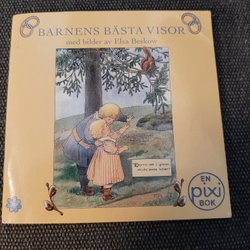 BARNENS BÄSTA VISOR
med bilder av Elsa Beskow
EN
pixi
BOK